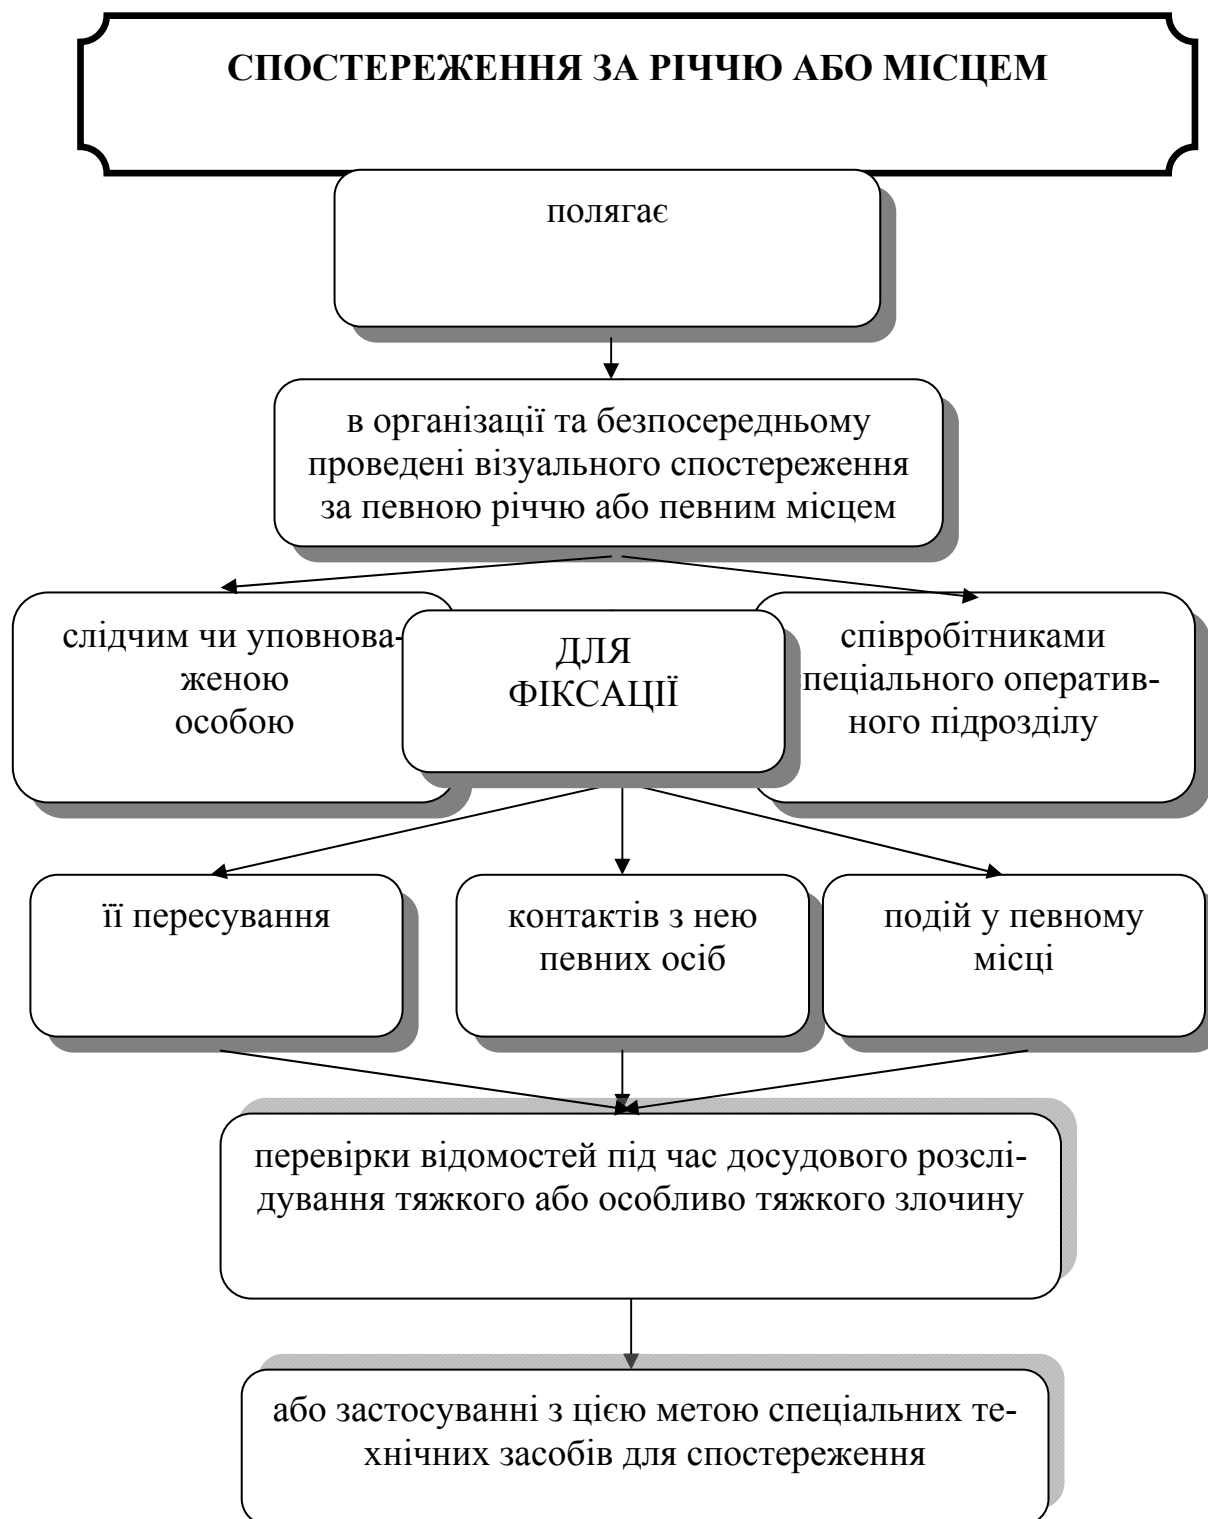 СПОСТЕРЕЖЕННЯ ЗА РІЧЧЮ АБО МІСЦЕМ
полягає
в організації та безпосередньому
проведені візуального спостереження
за певною річчю або певним місцем
слідчим чи уповнова-
женою
особою
ДЛЯ
ФІКСАЦІЇ
співробітниками
пеціального оператив-
ного підрозділу
її пересування
контактів з нею
певних осіб
подій у певному
місці
перевірки відомостей під час досудового розслі-
дування тяжкого або особливо тяжкого злочину
або застосуванні з цією метою спеціальних те-
хнічних засобів для спостереження